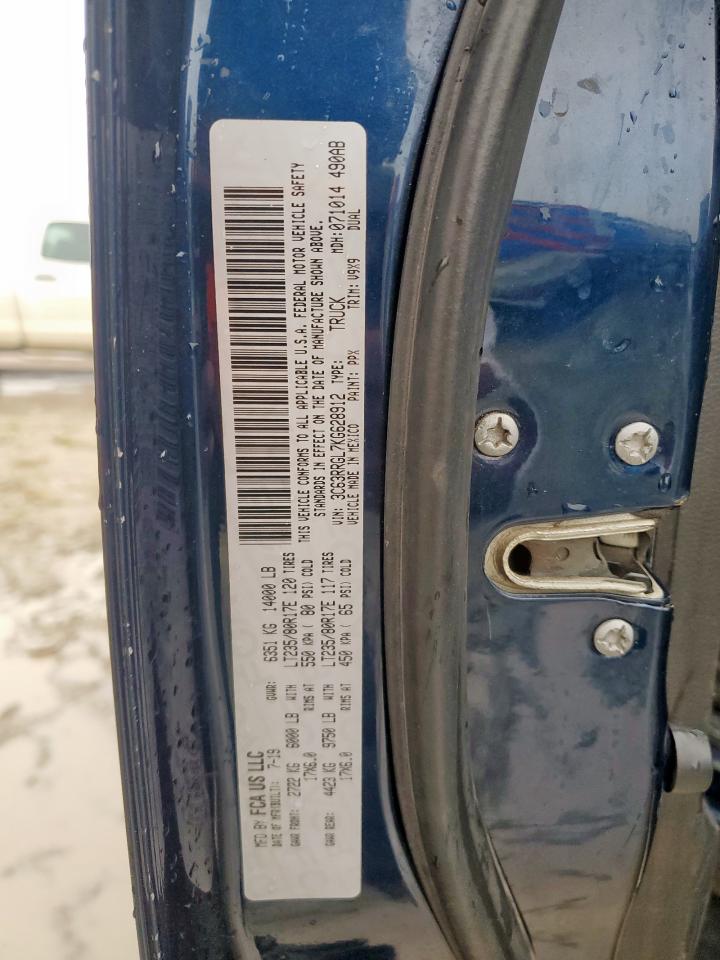 MFD BY FCA US LLC
DATE OF MFR(BUILT): 7-19 GVWR: 6351 KG 14000 LB
GAWR FRONT: 2722 KG 6000 LB WITH LT235/80R17E 120 TIRES
17X6.0 RIMS AT 550 KPA ( 80 PSI) COLD
GAWR REAR: 4423 KG 9750 LB WITH LT235/80R17E 117 TIRES
17X6.0 RIMS AT 450 KPA ( 65 PSI) COLD
THIS VEHICLE CONFORMS TO ALL APPLICABLE U.S.A. FEDERAL MOTOR VEHICLE SAFETY
STANDARDS IN EFFECT ON THE DATE OF MANUFACTURE SHOWN ABOVE.
VIN: 3C63RRGL7KG628912 TYPE: TRUCK MDH:071014 490AB
VEHICLE MADE IN MEXICO PAINT: PPX TRIM: V9X9 DUAL